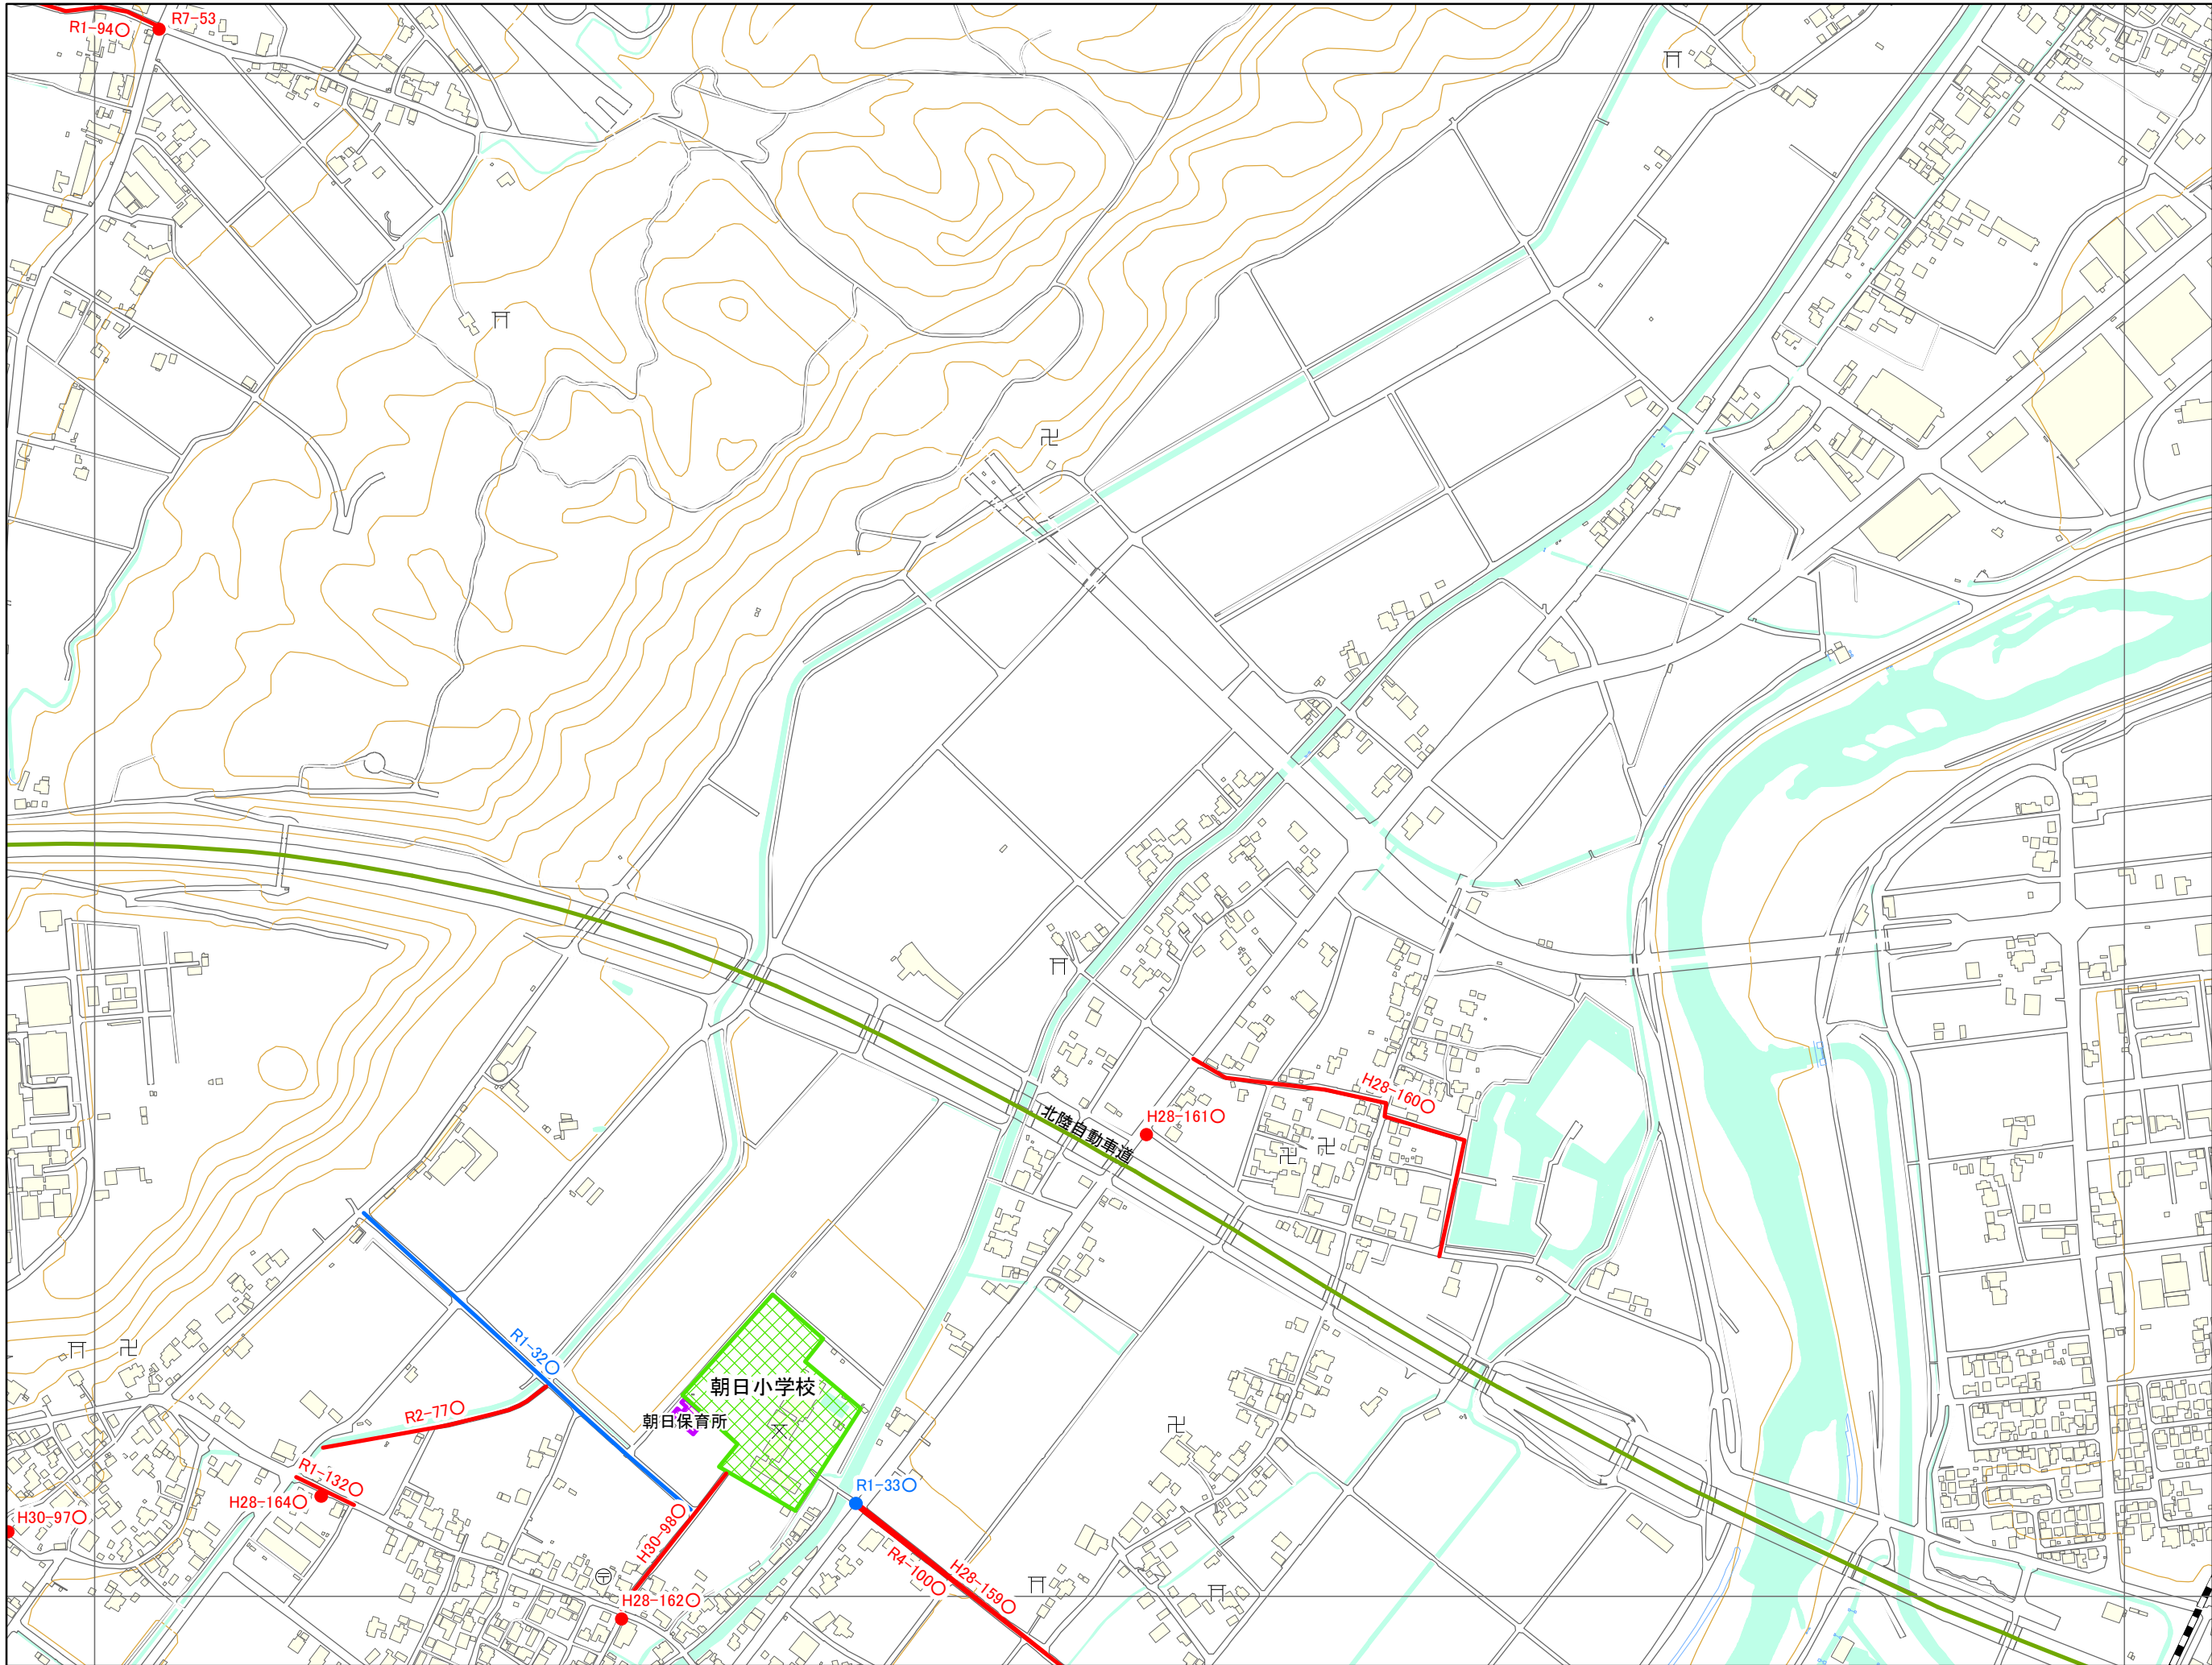 R7-53
R1-94○
北陸自動車道
H28-161○
H28-160○
R1-32○
朝日小学校
朝日保育所
R2-77○
R1-132○
H28-164○
H30-97○
R1-33○
H30-98○
R4-100○
H28-159○
H28-162○